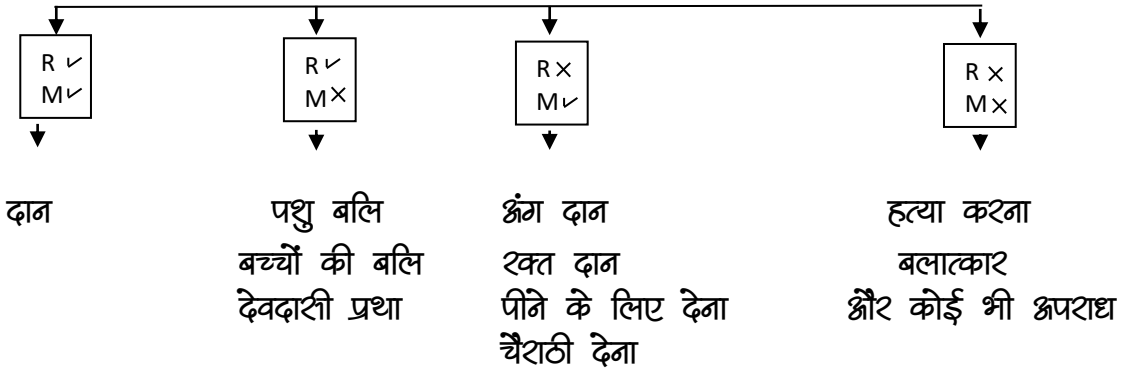 R ✓
M ✓
R ✓
M ×
R ×
M ✓
R ×
M ×
दान
पशु बलि
बच्चों की बलि
देवदासी प्रथा
अंग दान
रक्त दान
पीने के लिए देना
चैराठी देना
हत्या करना
बलात्कार
और कोई भी अपराध